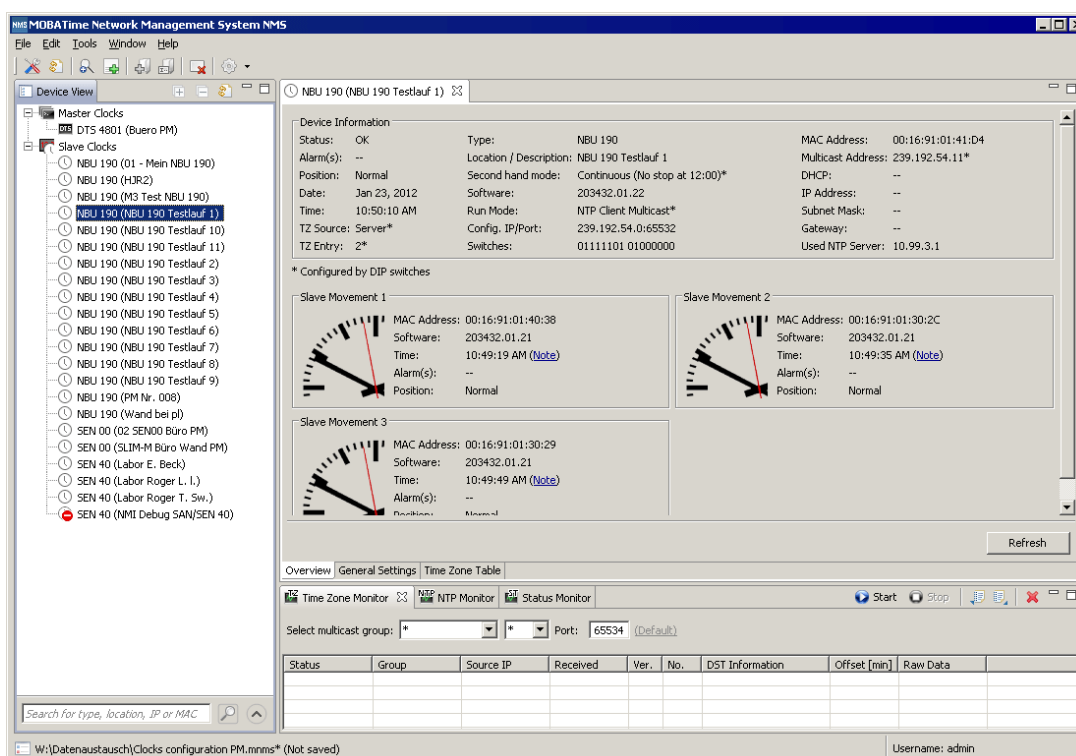 NMS MOBATime Network Management System NMS
File Edit Tools Window Help
Device View
Master Clocks
DTS DTS 4801 (Buero PM)
Slave Clocks
NBU 190 (01 - Mein NBU 190)
NBU 190 (HJR2)
NBU 190 (M3 Test NBU 190)
NBU 190 (NBU 190 Testlauf 1)
NBU 190 (NBU 190 Testlauf 10)
NBU 190 (NBU 190 Testlauf 11)
NBU 190 (NBU 190 Testlauf 2)
NBU 190 (NBU 190 Testlauf 3)
NBU 190 (NBU 190 Testlauf 4)
NBU 190 (NBU 190 Testlauf 5)
NBU 190 (NBU 190 Testlauf 6)
NBU 190 (NBU 190 Testlauf 7)
NBU 190 (NBU 190 Testlauf 8)
NBU 190 (NBU 190 Testlauf 9)
NBU 190 (PM Nr. 008)
NBU 190 (Wand bei pl)
SEN 00 (02 SEN00 Büro PM)
SEN 00 (SLIM-M Büro Wand PM)
SEN 40 (Labor E. Beck)
SEN 40 (Labor Roger L. l.)
SEN 40 (Labor Roger T. Sw.)
SEN 40 (NMI Debug SAN/SEN 40)
Search for type, location, IP or MAC
NBU 190 (NBU 190 Testlauf 1)
Device Information
Status: OK Type: NBU 190 MAC Address: 00:16:91:01:41:D4
Alarm(s): -- Location / Description: NBU 190 Testlauf 1 Multicast Address: 239.192.54.11*
Position: Normal Second hand mode: Continuous (No stop at 12:00)* DHCP: --
Date: Jan 23, 2012 Software: 203432.01.22 IP Address: --
Time: 10:50:10 AM Run Mode: NTP Client Multicast* Subnet Mask: --
TZ Source: Server* Config. IP/Port: 239.192.54.0:65532 Gateway: --
TZ Entry: 2* Switches: 01111101 01000000 Used NTP Server: 10.99.3.1
* Configured by DIP switches
Slave Movement 1
MAC Address: 00:16:91:01:40:38
Software: 203432.01.21
Time: 10:49:19 AM (Note)
Alarm(s): --
Position: Normal
Slave Movement 2
MAC Address: 00:16:91:01:30:2C
Software: 203432.01.21
Time: 10:49:35 AM (Note)
Alarm(s): --
Position: Normal
Slave Movement 3
MAC Address: 00:16:91:01:30:29
Software: 203432.01.21
Time: 10:49:49 AM (Note)
Alarm(s): --
Position: Normal
Refresh
Overview General Settings Time Zone Table
TZ Time Zone Monitor NTP NTP Monitor ST Status Monitor Start Stop
Select multicast group: * * Port: 65534 (Default)
Status Group Source IP Received Ver. No. DST Information Offset [min] Raw Data
W:\Datenaustausch\Clocks configuration PM.mnms* (Not saved) Username: admin